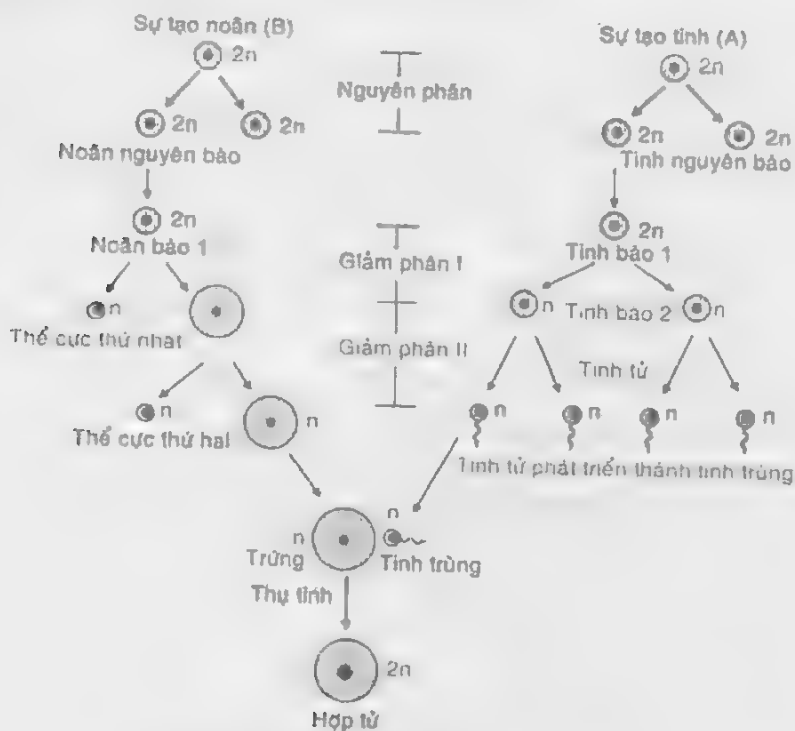 Sự tạo noãn (B)
2n
2n
2n
Noãn nguyên bào
2n
Noãn bào 1
n
Thể cực thứ nhất
n
n
Thể cực thứ hai
Nguyên phân
Giảm phân I
Giảm phân II
Sự tạo tinh (A)
2n
2n
2n
Tinh nguyên bào
2n
Tinh bào 1
n
Tinh bào 2
n
Tinh tử
n
n
n
n
Tinh tử phát triển thành tinh trùng
n
n
Trứng
Tinh trùng
Thụ tinh
2n
Hợp tử